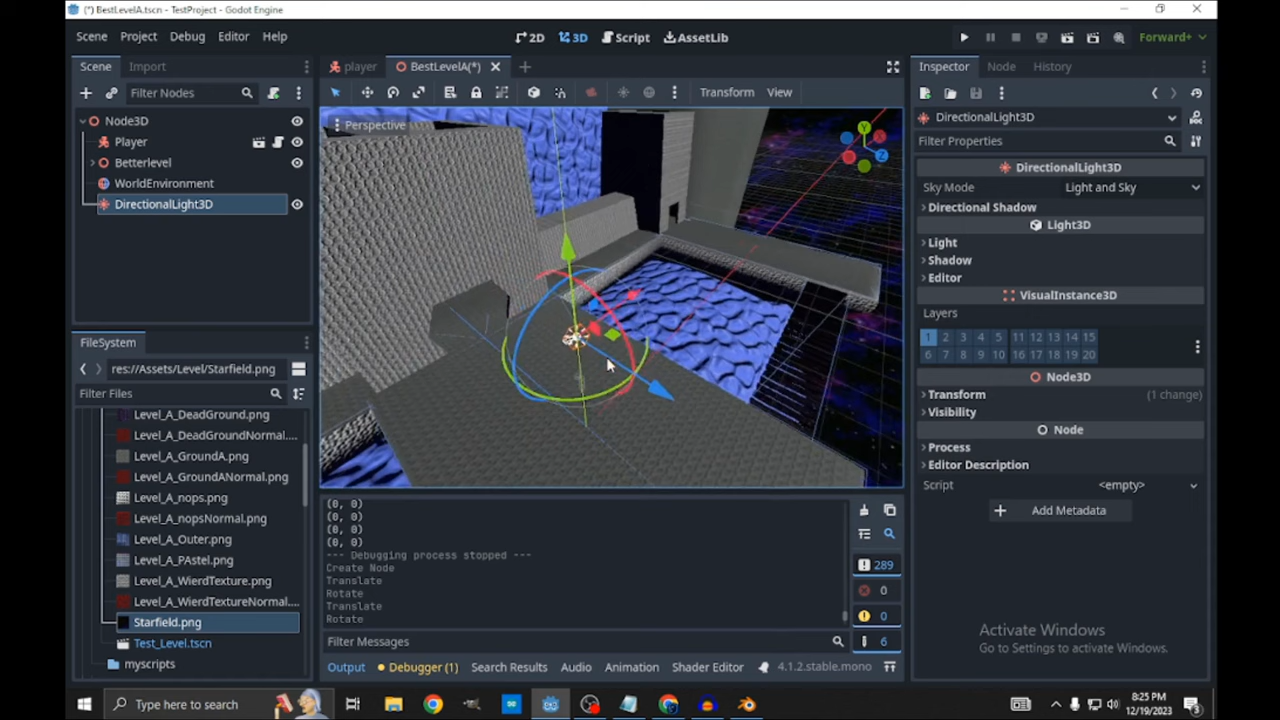 (*) BestLevelA.tscn - TestProject - Godot Engine
Scene Project Debug Editor Help
2D 3D Script AssetLib
Forward+
Scene Import
Filter Nodes
Node3D
Player
Betterlevel
WorldEnvironment
DirectionalLight3D
FileSystem
res://Assets/Level/Starfield.png
Filter Files
Level_A_DeadGround.png
Level_A_DeadGroundNormal....
Level_A_GroundA.png
Level_A_GroundANormal.png
Level_A_nops.png
Level_A_nopsNormal.png
Level_A_Outer.png
Level_A_PAstel.png
Level_A_WierdTexture.png
Level_A_WierdTextureNormal....
Starfield.png
Test_Level.tscn
myscripts
player BestLevelA(*)
Transform View
Perspective
Y
X
Z
(0, 0)
(0, 0)
(0, 0)
(0, 0)
--- Debugging process stopped ---
Create Node
Translate
Rotate
Translate
Rotate
289
0
0
6
Filter Messages
Output Debugger (1) Search Results Audio Animation Shader Editor 4.1.2.stable.mono
Inspector Node History
DirectionalLight3D
Filter Properties
DirectionalLight3D
Sky Mode Light and Sky
Directional Shadow
Light3D
Light
Shadow
Editor
VisualInstance3D
Layers
1 2 3 4 5 11 12 13 14 15
6 7 8 9 10 16 17 18 19 20
Node3D
Transform (1 change)
Visibility
Node
Process
Editor Description
Script <empty>
Add Metadata
Activate Windows
Go to Settings to activate Windows.
Type here to search
8:25 PM
12/19/2023
3